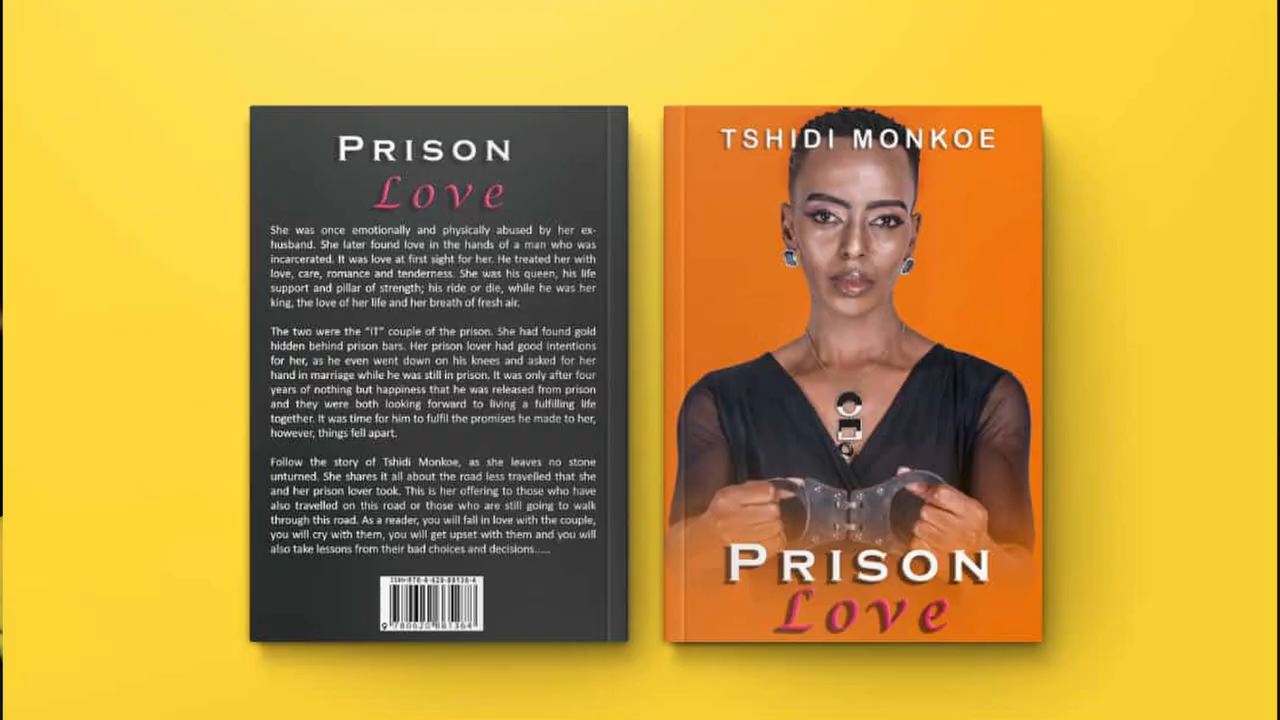 PRISON
Love
She was once emotionally and physically abused by her ex-
husband. She later found love in the hands of a man who was
incarcerated. It was love at first sight for her. He treated her with
love, care, romance and tenderness. She was his queen, his life
support and pillar of strength; his ride or die, while he was her
king, the love of her life and her breath of fresh air.
The two were the “IT” couple of the prison. She had found gold
hidden behind prison bars. Her prison lover had good intentions
for her, as he even went down on his knees and asked for her
hand in marriage while he was still in prison. It was only after four
years of nothing but happiness that he was released from prison
and they were both looking forward to living a fulfilling life
together. It was time for him to fulfil the promises he made to her,
however, things fell apart.
Follow the story of Tshidi Monkoe, as she leaves no stone
unturned. She shares it all about the road less travelled that she
and her prison lover took. This is her offering to those who have
also travelled on this road or those who are still going to walk
through this road. As a reader, you will fall in love with the couple,
you will cry with them, you will get upset with them and you will
also take lessons from their bad choices and decisions.....
9 780620 881364
TSHIDI MONKOE
PRISON
Love